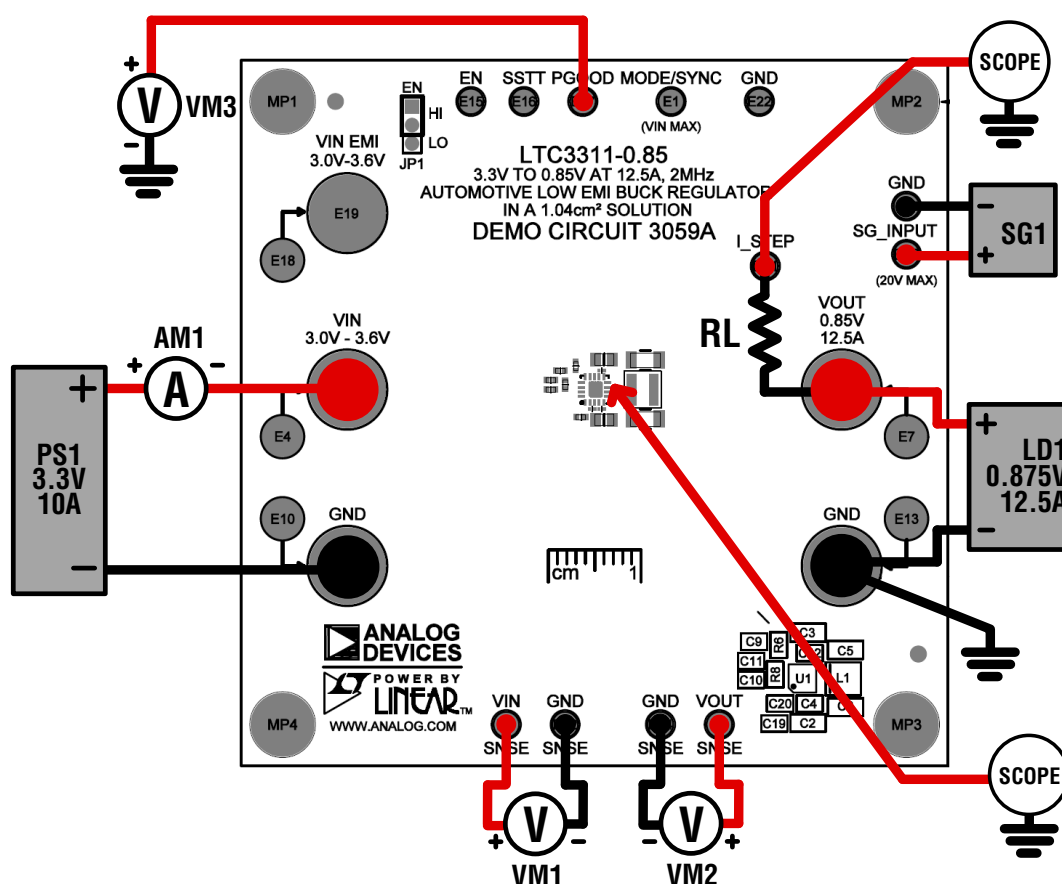 SCOPE
+
V
VM3
−
MP1
EN
HI
LO
JP1
EN
E15
SSTT
E16
PGOOD
MODE/SYNC
E1
(VIN MAX)
GND
E22
MP2
VIN EMI
3.0V-3.6V
E19
E18
LTC3311-0.85
3.3V TO 0.85V AT 12.5A, 2MHz
AUTOMOTIVE LOW EMI BUCK REGULATOR
IN A 1.04cm² SOLUTION
DEMO CIRCUIT 3059A
GND
− SG1
SG_INPUT
+
(20V MAX)
I_STEP
RL
VOUT
0.85V
12.5A
AM1
+ A −
VIN
3.0V - 3.6V
E4
+
PS1
3.3V
10A
−
E10
GND
E7
+
LD1
0.875V
12.5A
−
GND
E13
cm 1
ANALOG
DEVICES
POWER BY
LINEAR™
WWW.ANALOG.COM
C9
R6
C3
C5
C11
C10
R8
U1
L1
C20
C4
C19
C2
MP4
VIN
SNSE
GND
SNSE
GND
SNSE
VOUT
SNSE
MP3
SCOPE
+ V −
VM1
− V +
VM2